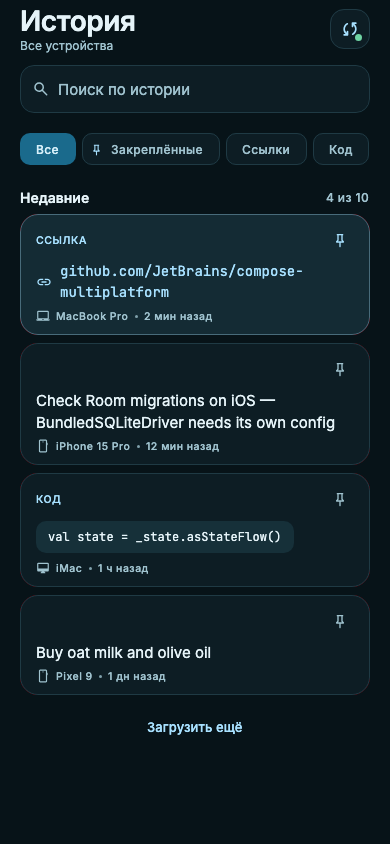 История
Все устройства
Поиск по истории
Все
Закреплённые
Ссылки
Код
Недавние
4 из 10
ССЫЛКА
github.com/JetBrains/compose-
multiplatform
MacBook Pro • 2 мин назад
Check Room migrations on iOS —
BundledSQLiteDriver needs its own config
iPhone 15 Pro • 12 мин назад
КОД
val state = _state.asStateFlow()
iMac • 1 ч назад
Buy oat milk and olive oil
Pixel 9 • 1 дн назад
Загрузить ещё